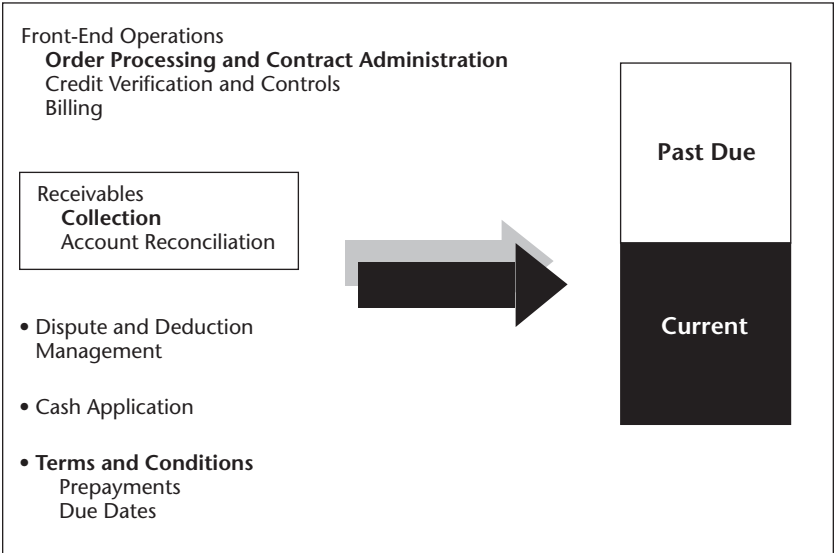 Front-End Operations
Order Processing and Contract Administration
Credit Verification and Controls
Billing
Receivables
Collection
Account Reconciliation
• Dispute and Deduction
Management
• Cash Application
• Terms and Conditions
Prepayments
Due Dates
Past Due
Current